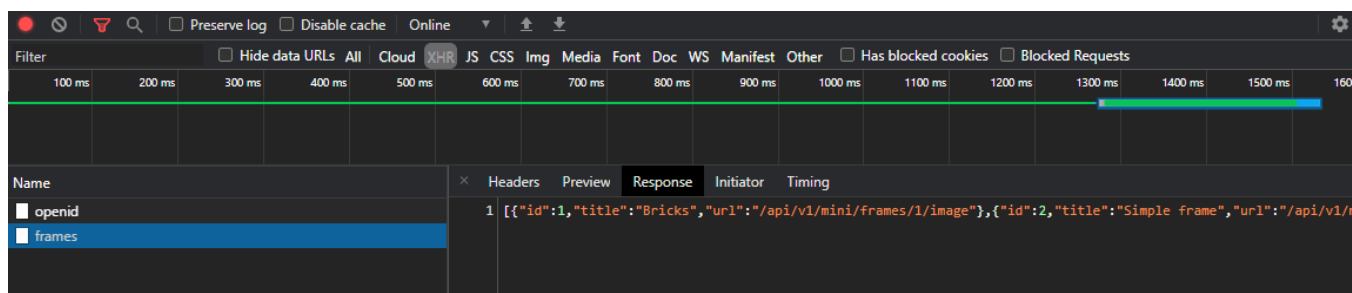 Preserve log Disable cache Online
Filter Hide data URLs All Cloud XHR JS CSS Img Media Font Doc WS Manifest Other Has blocked cookies Blocked Requests
100 ms 200 ms 300 ms 400 ms 500 ms 600 ms 700 ms 800 ms 900 ms 1000 ms 1100 ms 1200 ms 1300 ms 1400 ms 1500 ms 160
Name × Headers Preview Response Initiator Timing
openid
1 [{"id":1,"title":"Bricks","url":"/api/v1/mini/frames/1/image"},{"id":2,"title":"Simple frame","url":"/api/v1/
frames